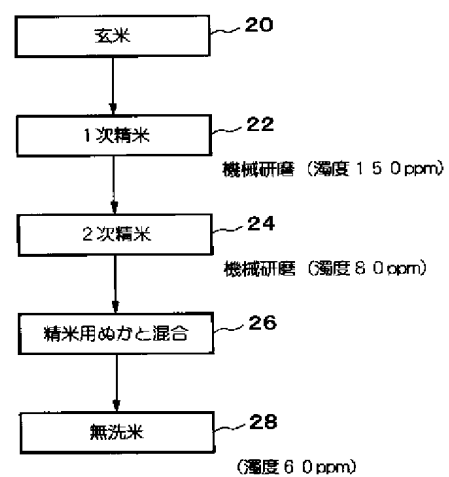 玄米
20
1次精米
22
機械研磨（濁度150ppm）
2次精米
24
機械研磨（濁度80ppm）
精米用ぬかと混合
26
無洗米
28
（濁度60ppm）